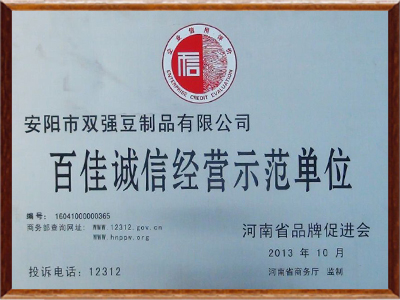 企业信用评价
信
ENTERPRISE CREDIT EVALUATION
安阳市双强豆制品有限公司
百佳诚信经营示范单位
编号：16041000000365
商务部查询网址：WWW.12312.gov.cn
WWW.hnppw.org
河南省品牌促进会
2013 年 10 月
投诉电话：12312
河南省商务厅 监制